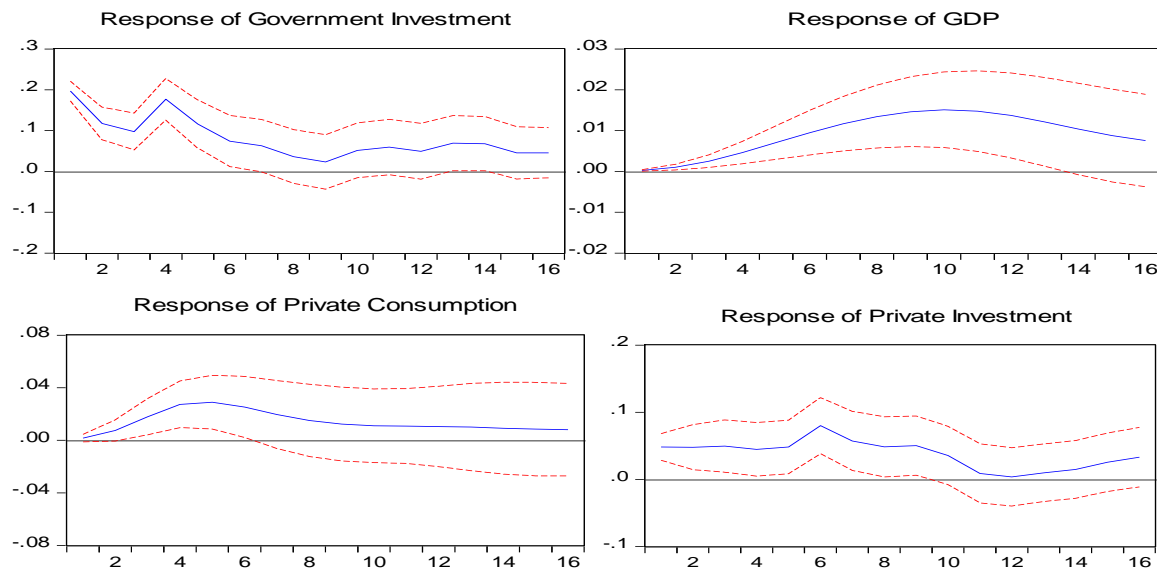 Response of Government Investment
.3
.2
.1
.0
-.1
-.2
2 4 6 8 10 12 14 16
Response of GDP
.03
.02
.01
.00
-.01
-.02
2 4 6 8 10 12 14 16
Response of Private Consumption
.08
.04
.00
-.04
-.08
2 4 6 8 10 12 14 16
Response of Private Investment
.2
.1
.0
-.1
2 4 6 8 10 12 14 16